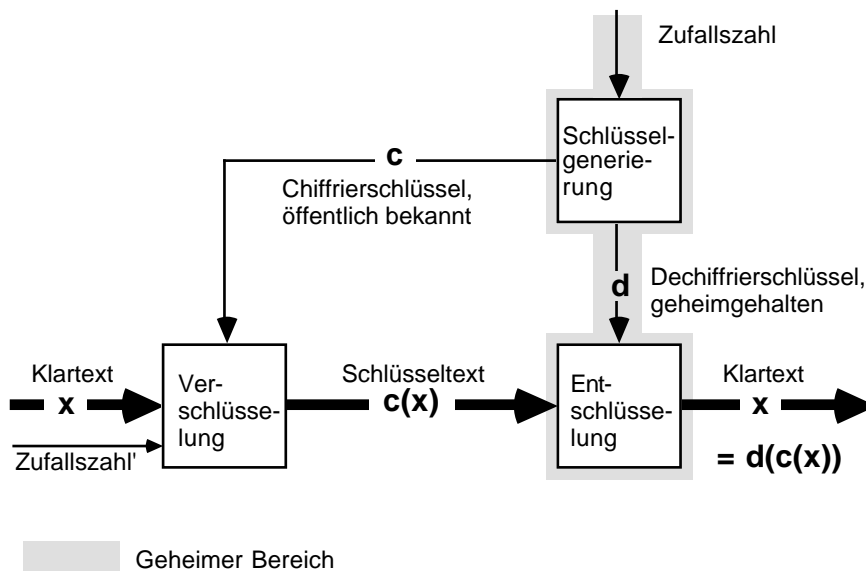 Zufallszahl
Schlüssel-
generie-
rung
c
Chiffrierschlüssel,
öffentlich bekannt
d
Dechiffrierschlüssel,
geheimgehalten
Klartext
x
Zufallszahl'
Ver-
schlüsse-
lung
Schlüsseltext
c(x)
Ent-
schlüsse-
lung
Klartext
x
= d(c(x))
Geheimer Bereich